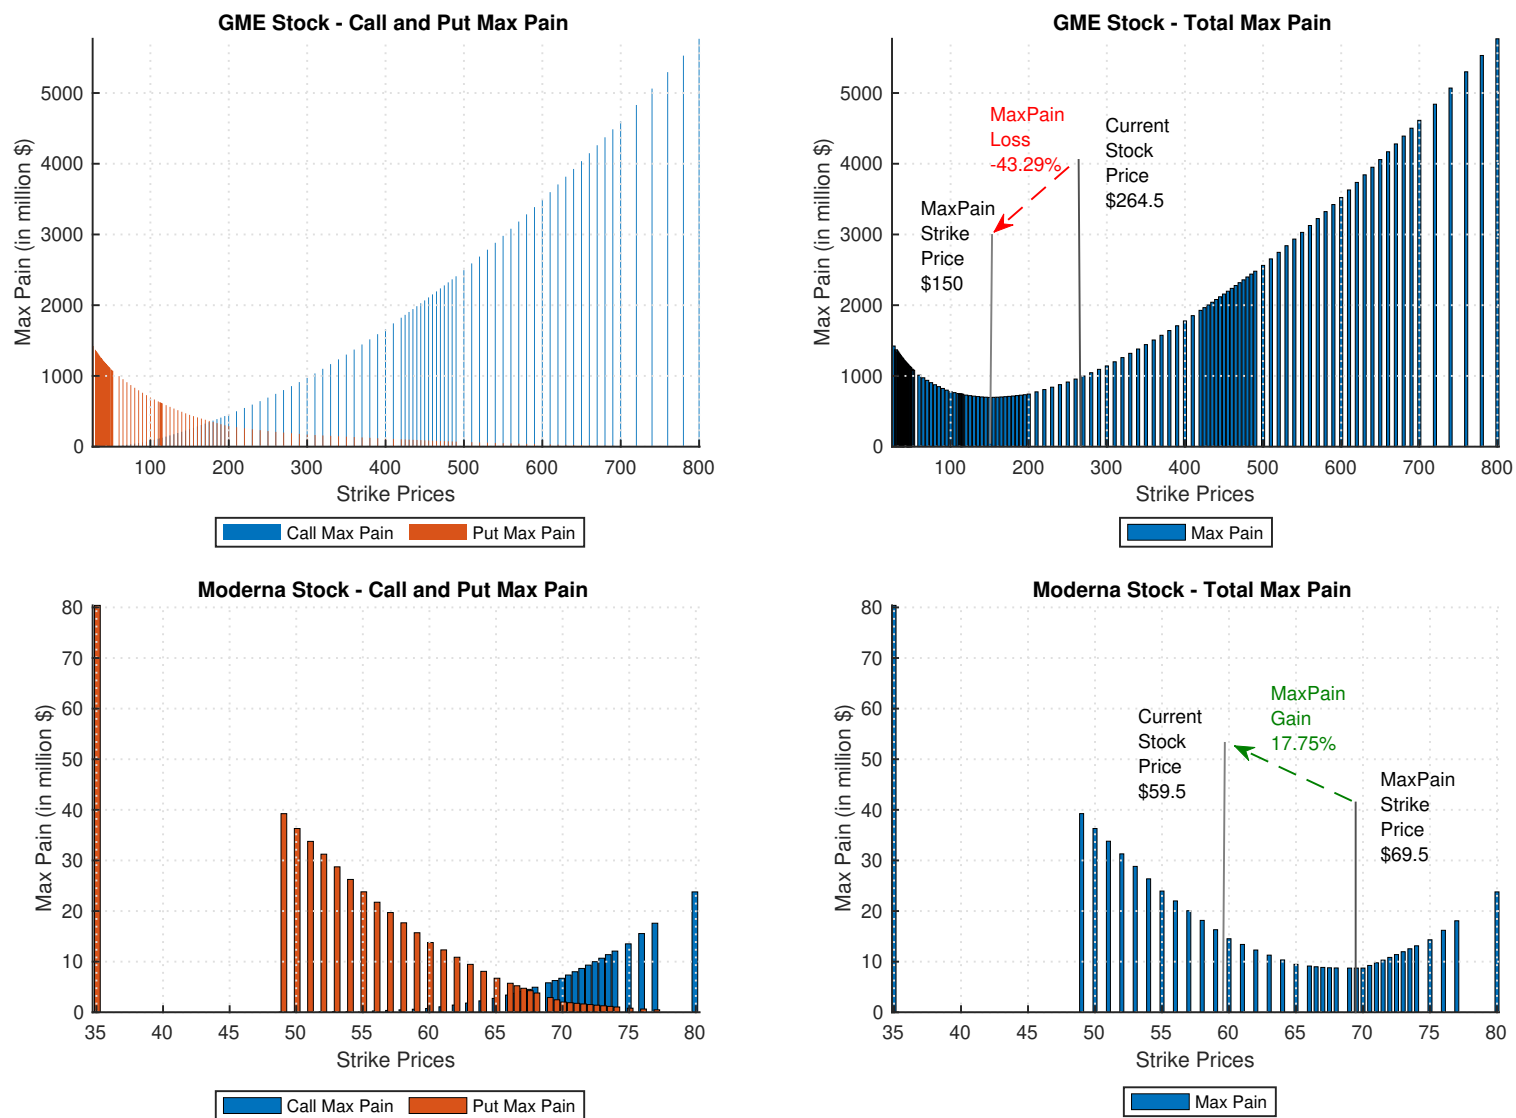 GME Stock - Call and Put Max Pain
Max Pain (in million $)
5000
4000
3000
2000
1000
0
100 200 300 400 500 600 700 800
Strike Prices
Call Max Pain Put Max Pain
GME Stock - Total Max Pain
Max Pain (in million $)
5000
4000
3000
2000
1000
0
MaxPain
Loss
-43.29%
Current
Stock
Price
$264.5
MaxPain
Strike
Price
$150
100 200 300 400 500 600 700 800
Strike Prices
Max Pain
Moderna Stock - Call and Put Max Pain
Max Pain (in million $)
80
70
60
50
40
30
20
10
0
35 40 45 50 55 60 65 70 75 80
Strike Prices
Call Max Pain Put Max Pain
Moderna Stock - Total Max Pain
Max Pain (in million $)
80
70
60
50
40
30
20
10
0
Current
Stock
Price
$59.5
MaxPain
Gain
17.75%
MaxPain
Strike
Price
$69.5
35 40 45 50 55 60 65 70 75 80
Strike Prices
Max Pain